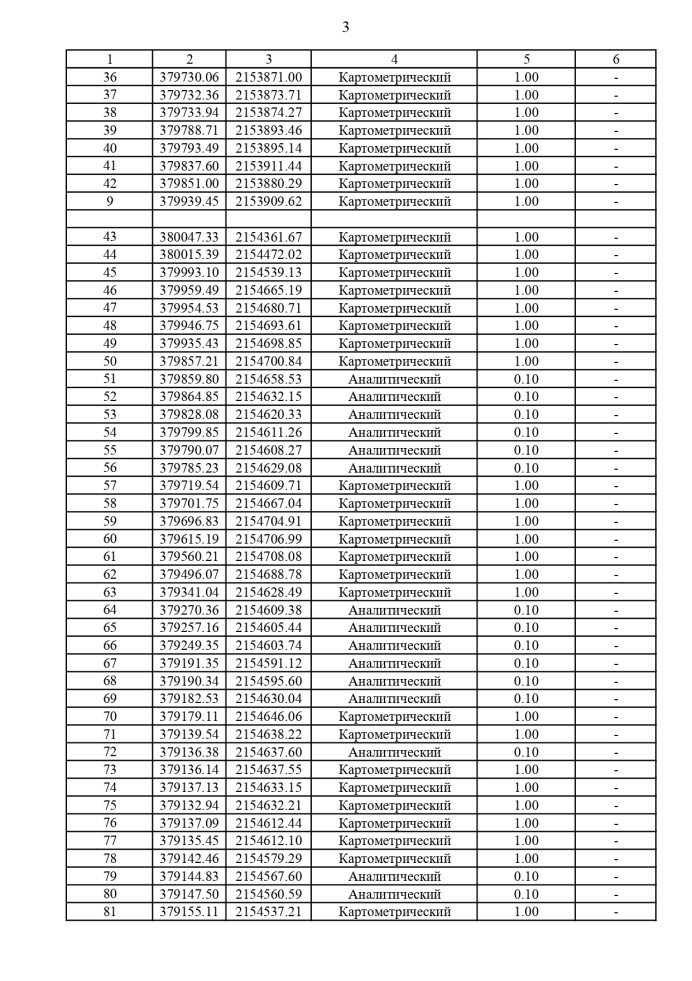 3
1 2 3 4 5 6
36 379730.06 2153871.00 Картометрический 1.00 -
37 379732.36 2153873.71 Картометрический 1.00 -
38 379733.94 2153874.27 Картометрический 1.00 -
39 379788.71 2153893.46 Картометрический 1.00 -
40 379793.49 2153895.14 Картометрический 1.00 -
41 379837.60 2153911.44 Картометрический 1.00 -
42 379851.00 2153880.29 Картометрический 1.00 -
9 379939.45 2153909.62 Картометрический 1.00 -
43 380047.33 2154361.67 Картометрический 1.00 -
44 380015.39 2154472.02 Картометрический 1.00 -
45 379993.10 2154539.13 Картометрический 1.00 -
46 379959.49 2154665.19 Картометрический 1.00 -
47 379954.53 2154680.71 Картометрический 1.00 -
48 379946.75 2154693.61 Картометрический 1.00 -
49 379935.43 2154698.85 Картометрический 1.00 -
50 379857.21 2154700.84 Картометрический 1.00 -
51 379859.80 2154658.53 Аналитический 0.10 -
52 379864.85 2154632.15 Аналитический 0.10 -
53 379828.08 2154620.33 Аналитический 0.10 -
54 379799.85 2154611.26 Аналитический 0.10 -
55 379790.07 2154608.27 Аналитический 0.10 -
56 379785.23 2154629.08 Аналитический 0.10 -
57 379719.54 2154609.71 Картометрический 1.00 -
58 379701.75 2154667.04 Картометрический 1.00 -
59 379696.83 2154704.91 Картометрический 1.00 -
60 379615.19 2154706.99 Картометрический 1.00 -
61 379560.21 2154708.08 Картометрический 1.00 -
62 379496.07 2154688.78 Картометрический 1.00 -
63 379341.04 2154628.49 Картометрический 1.00 -
64 379270.36 2154609.38 Аналитический 0.10 -
65 379257.16 2154605.44 Аналитический 0.10 -
66 379249.35 2154603.74 Аналитический 0.10 -
67 379191.35 2154591.12 Аналитический 0.10 -
68 379190.34 2154595.60 Аналитический 0.10 -
69 379182.53 2154630.04 Аналитический 0.10 -
70 379179.11 2154646.06 Картометрический 1.00 -
71 379139.54 2154638.22 Картометрический 1.00 -
72 379136.38 2154637.60 Аналитический 0.10 -
73 379136.14 2154637.55 Картометрический 1.00 -
74 379137.13 2154633.15 Картометрический 1.00 -
75 379132.94 2154632.21 Картометрический 1.00 -
76 379137.09 2154612.44 Картометрический 1.00 -
77 379135.45 2154612.10 Картометрический 1.00 -
78 379142.46 2154579.29 Картометрический 1.00 -
79 379144.83 2154567.60 Аналитический 0.10 -
80 379147.50 2154560.59 Аналитический 0.10 -
81 379155.11 2154537.21 Картометрический 1.00 -